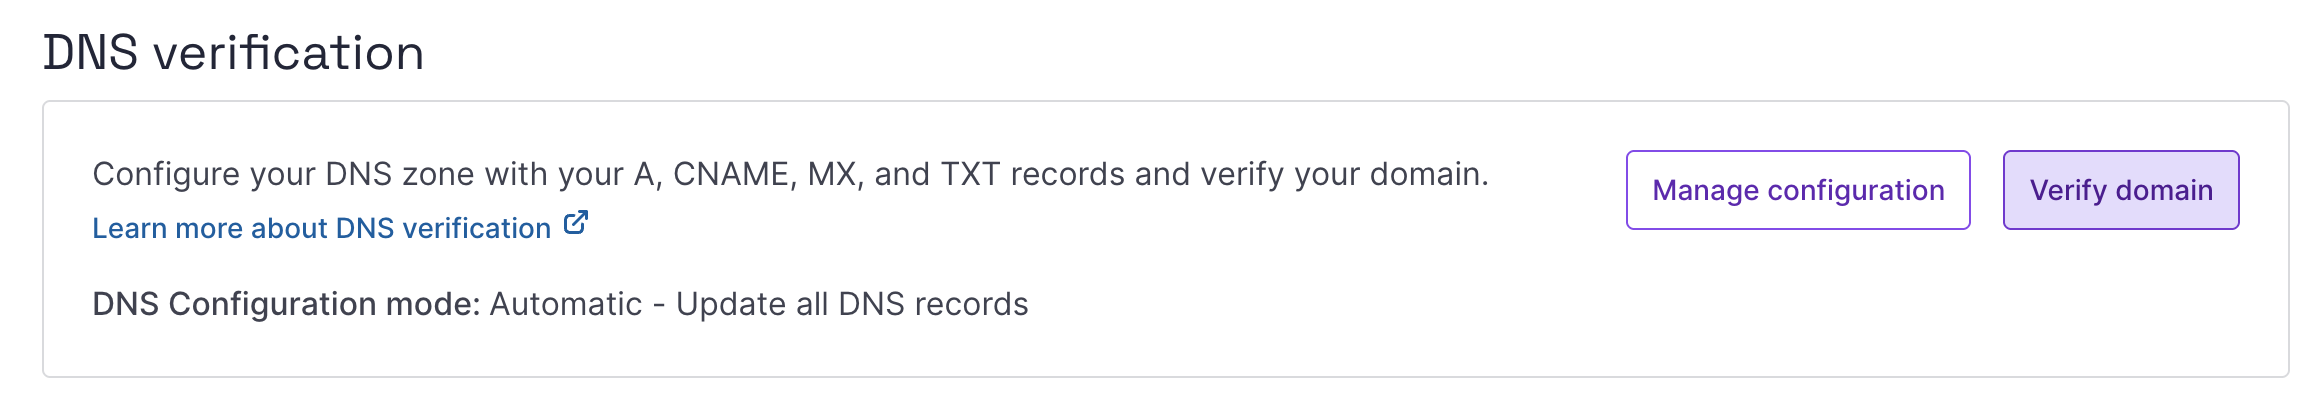 DNS verification
Configure your DNS zone with your A, CNAME, MX, and TXT records and verify your domain.
Learn more about DNS verification
Manage configuration
Verify domain
DNS Configuration mode: Automatic - Update all DNS records